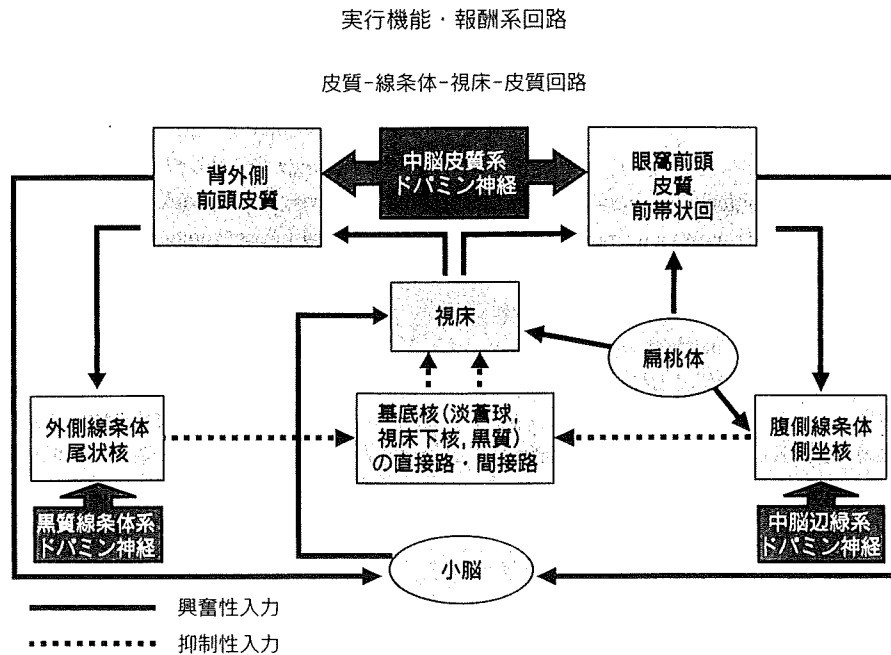 実行機能・報酬系回路
皮質-線条体-視床-皮質回路
背外側
前頭皮質
中脳皮質系
ドパミン神経
眼窩前頭
皮質
前帯状回
視床
扁桃体
外側線条体
尾状核
基底核(淡蒼球,
視床下核, 黒質)
の直接路・間接路
腹側線条体
側坐核
黒質線条体系
ドパミン神経
中脳辺縁系
ドパミン神経
小脳
興奮性入力
抑制性入力